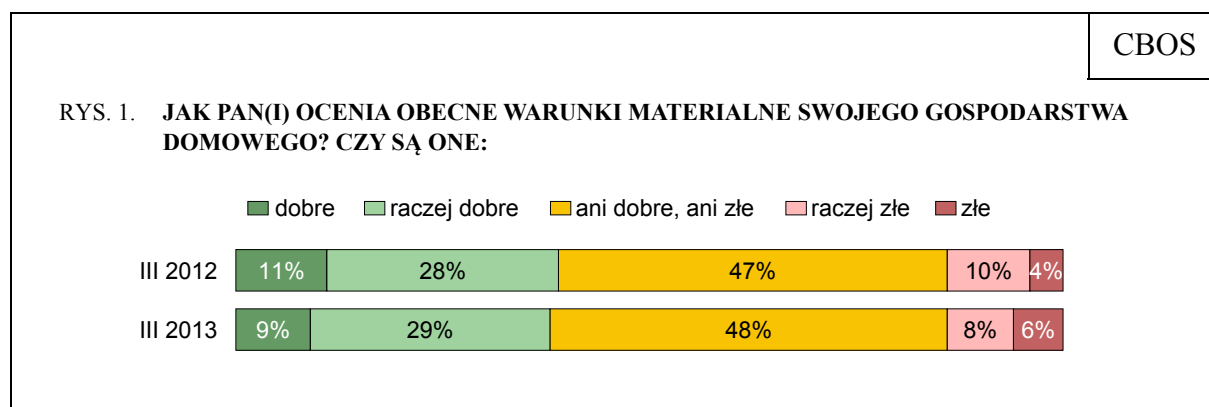 CBOS
RYS. 1. JAK PAN(I) OCENIA OBECNE WARUNKI MATERIALNE SWOJEGO GOSPODARSTWA
DOMOWEGO? CZY SĄ ONE:
dobre raczej dobre ani dobre, ani złe raczej złe złe
III 2012 11% 28% 47% 10% 4%
III 2013 9% 29% 48% 8% 6%